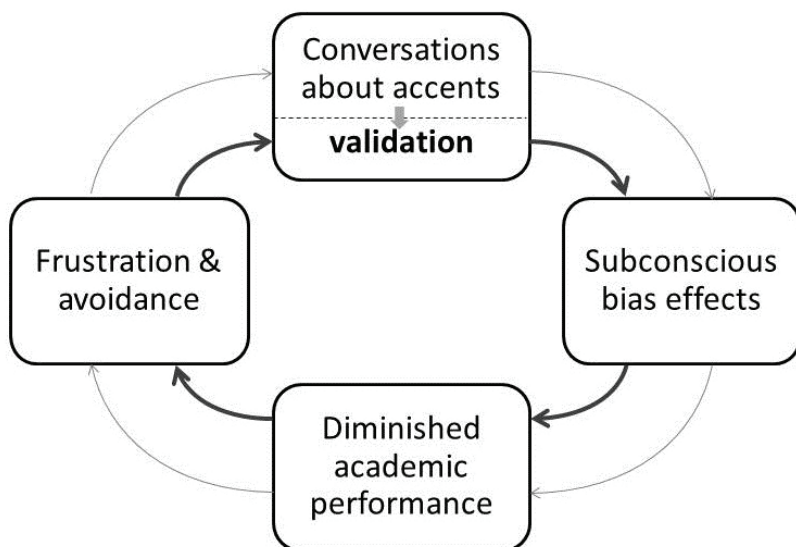 Conversations
about accents
validation
Frustration &
avoidance
Subconscious
bias effects
Diminished
academic
performance